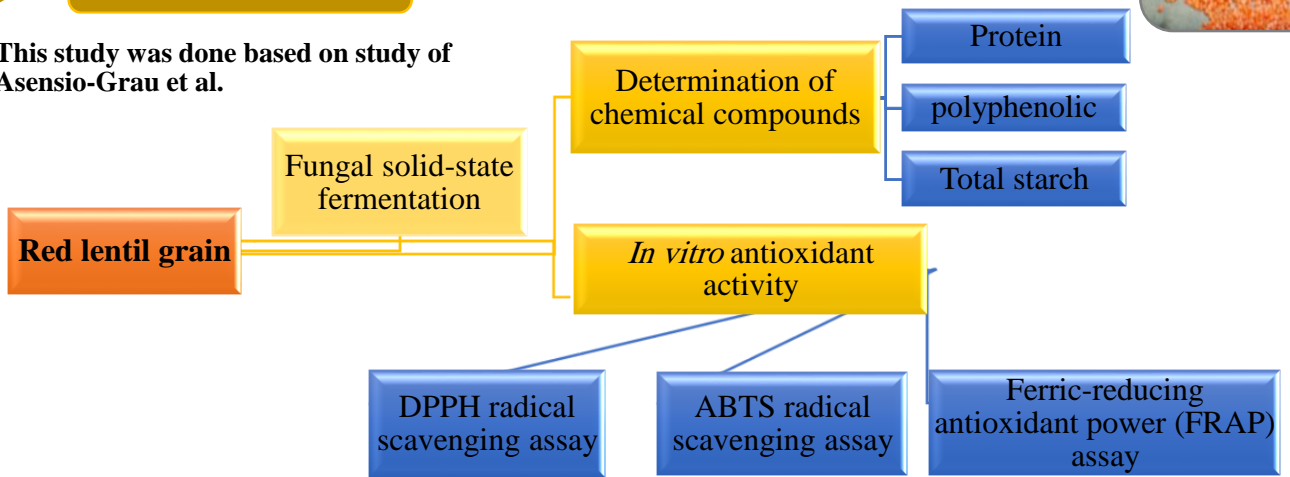 This study was done based on study of
Asensio-Grau et al.
Protein
Determination of
chemical compounds
polyphenolic
Total starch
Fungal solid-state
fermentation
Red lentil grain
In vitro antioxidant
activity
DPPH radical
scavenging assay
ABTS radical
scavenging assay
Ferric-reducing
antioxidant power (FRAP)
assay